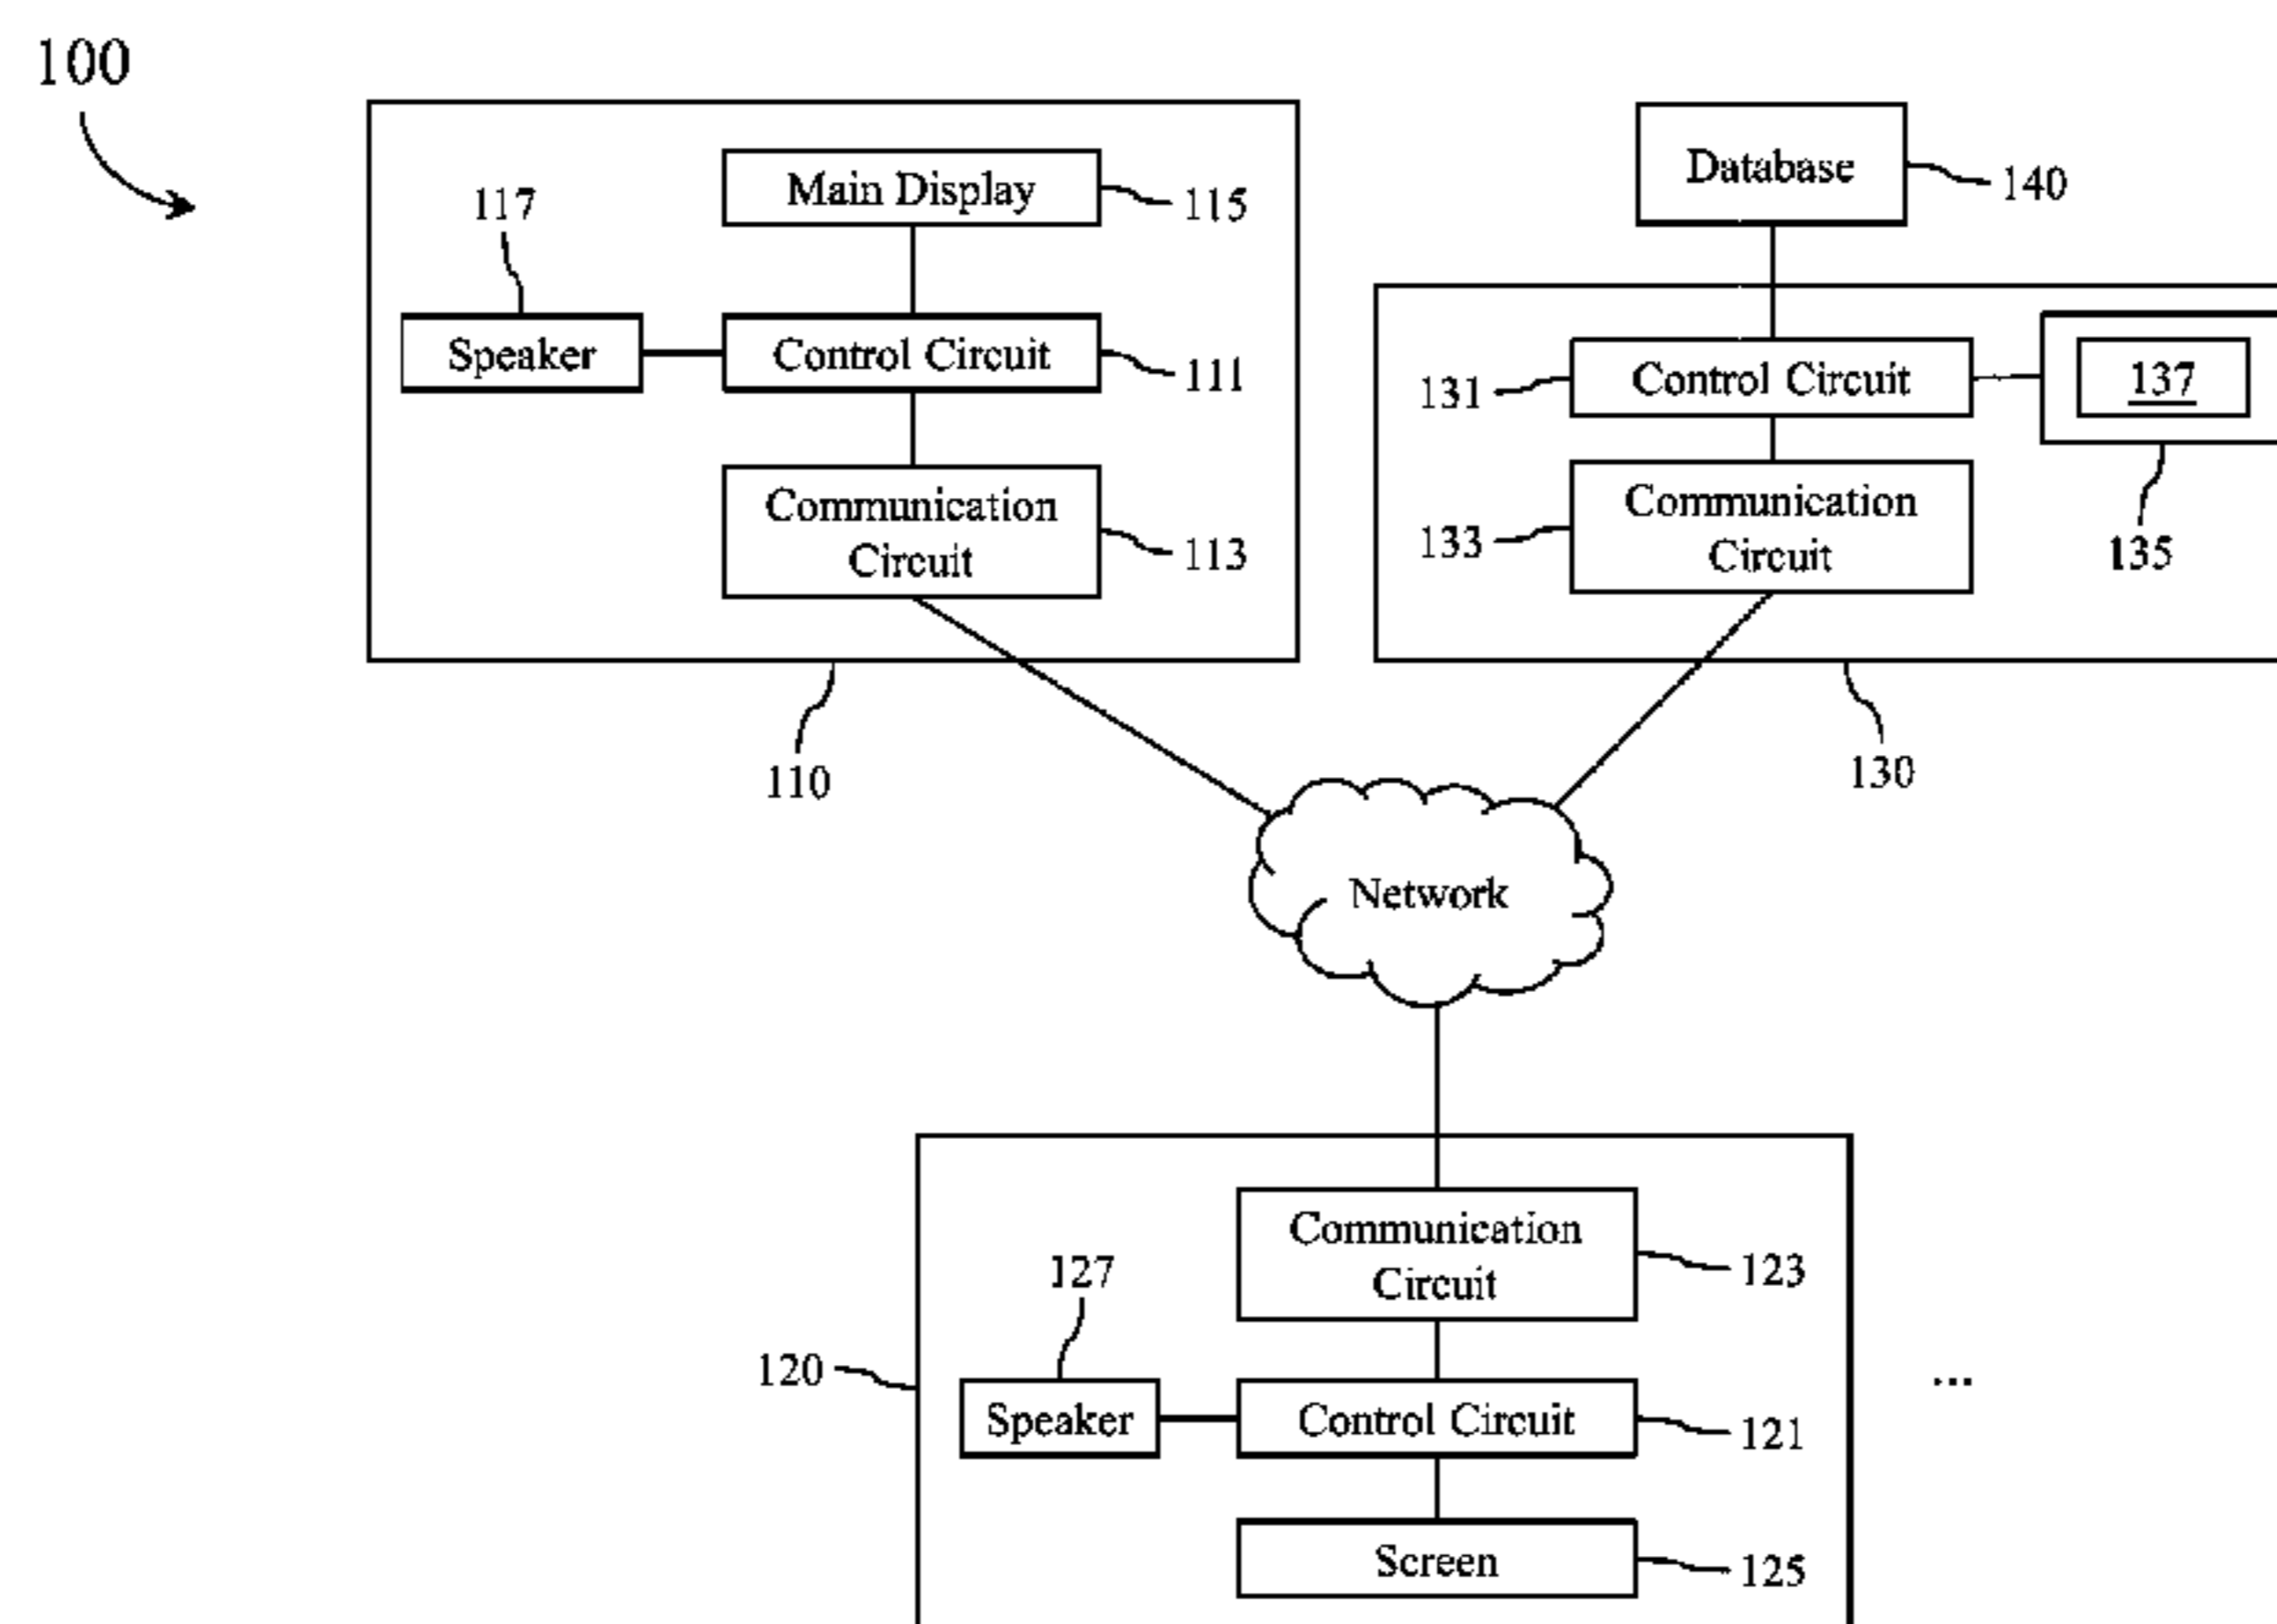 100
Main Display
115
117
Speaker
Control Circuit
111
Communication
Circuit
113
110
Database
140
131
Control Circuit
137
135
133
Communication
Circuit
130
Network
Communication
Circuit
123
127
120
Speaker
Control Circuit
121
...
Screen
125